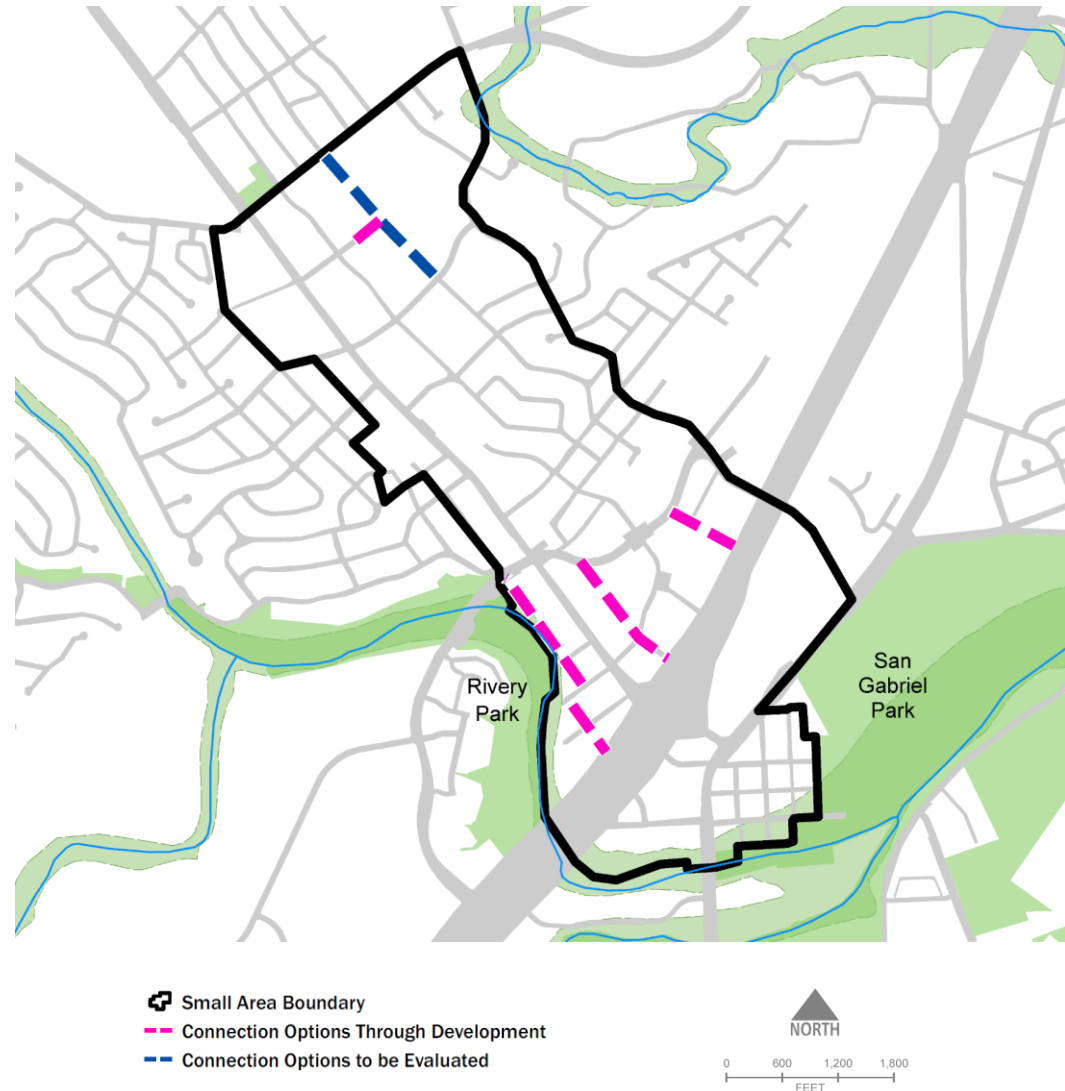 Rivery
Park
San
Gabriel
Park
Small Area Boundary
Connection Options Through Development
Connection Options to be Evaluated
NORTH
0 600 1,200 1,800
FEET